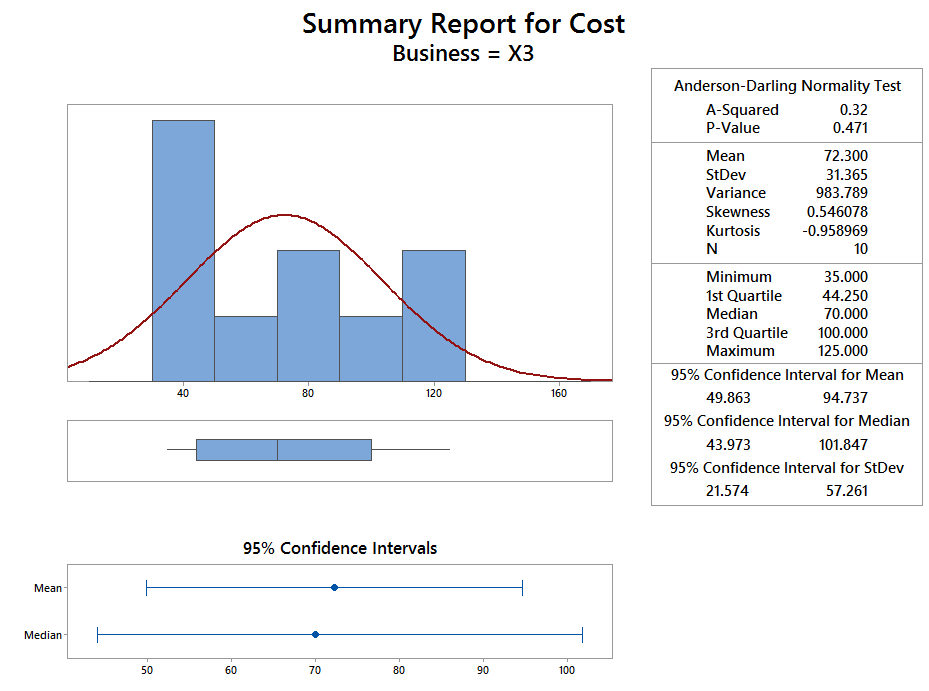 Summary Report for Cost
Business = X3
Anderson-Darling Normality Test
A-Squared 0.32
P-Value 0.471
Mean 72.300
StDev 31.365
Variance 983.789
Skewness 0.546078
Kurtosis -0.958969
N 10
Minimum 35.000
1st Quartile 44.250
Median 70.000
3rd Quartile 100.000
Maximum 125.000
95% Confidence Interval for Mean
49.863 94.737
95% Confidence Interval for Median
43.973 101.847
95% Confidence Interval for StDev
21.574 57.261
40 80 120 160
95% Confidence Intervals
Mean
Median
50 60 70 80 90 100